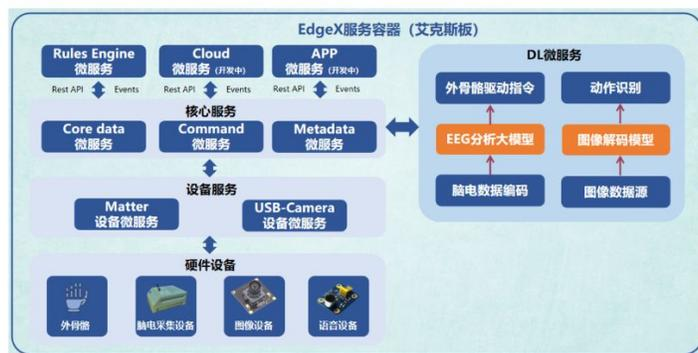 EdgeX服务容器（艾克斯板）
Rules Engine
微服务
Cloud
微服务（开发中）
APP
微服务（开发中）
Rest API
Events
Rest API
Events
Rest API
Events
核心服务
Core data
微服务
Command
微服务
Metadata
微服务
设备服务
Matter
设备微服务
USB-Camera
设备微服务
硬件设备
外骨骼
脑电采集设备
图像设备
语音设备
DL微服务
外骨骼驱动指令
动作识别
EEG分析大模型
图像解码模型
脑电数据编码
图像数据源